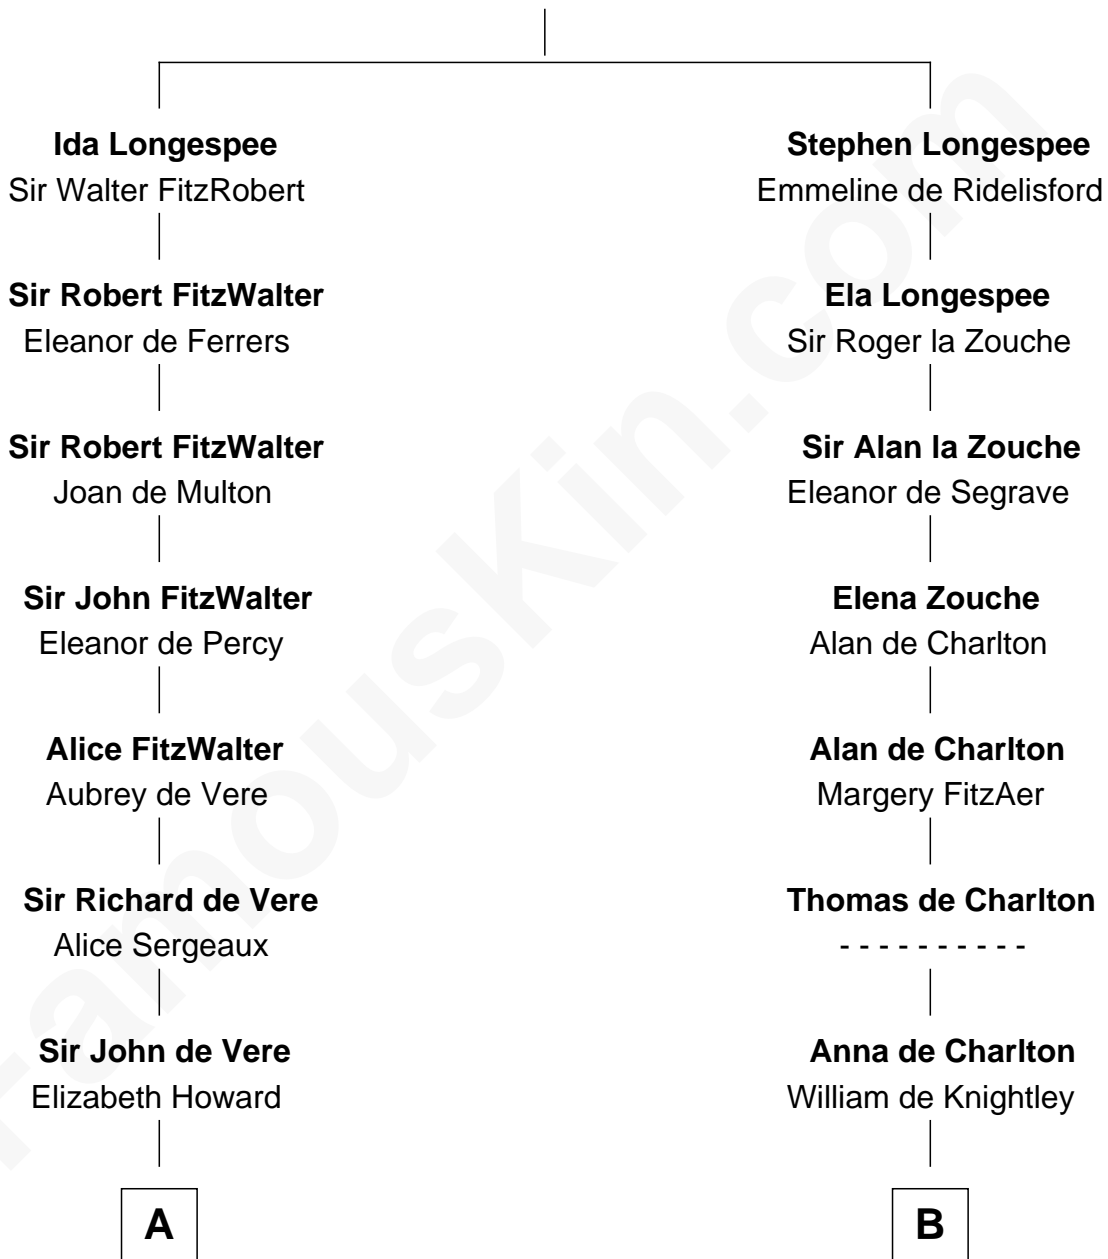 Ida Longespee
Sir Walter FitzRobert
Sir Robert FitzWalter
Eleanor de Ferrers
Sir Robert FitzWalter
Joan de Multon
Sir John FitzWalter
Eleanor de Percy
Alice FitzWalter
Aubrey de Vere
Sir Richard de Vere
Alice Sergeaux
Sir John de Vere
Elizabeth Howard
A
Stephen Longespee
Emmeline de Ridelisford
Ela Longespee
Sir Roger la Zouche
Sir Alan la Zouche
Eleanor de Segrave
Elena Zouche
Alan de Charlton
Alan de Charlton
Margery FitzAer
Thomas de Charlton
- - - - - - - - - -
Anna de Charlton
William de Knightley
B
FamousKin.com